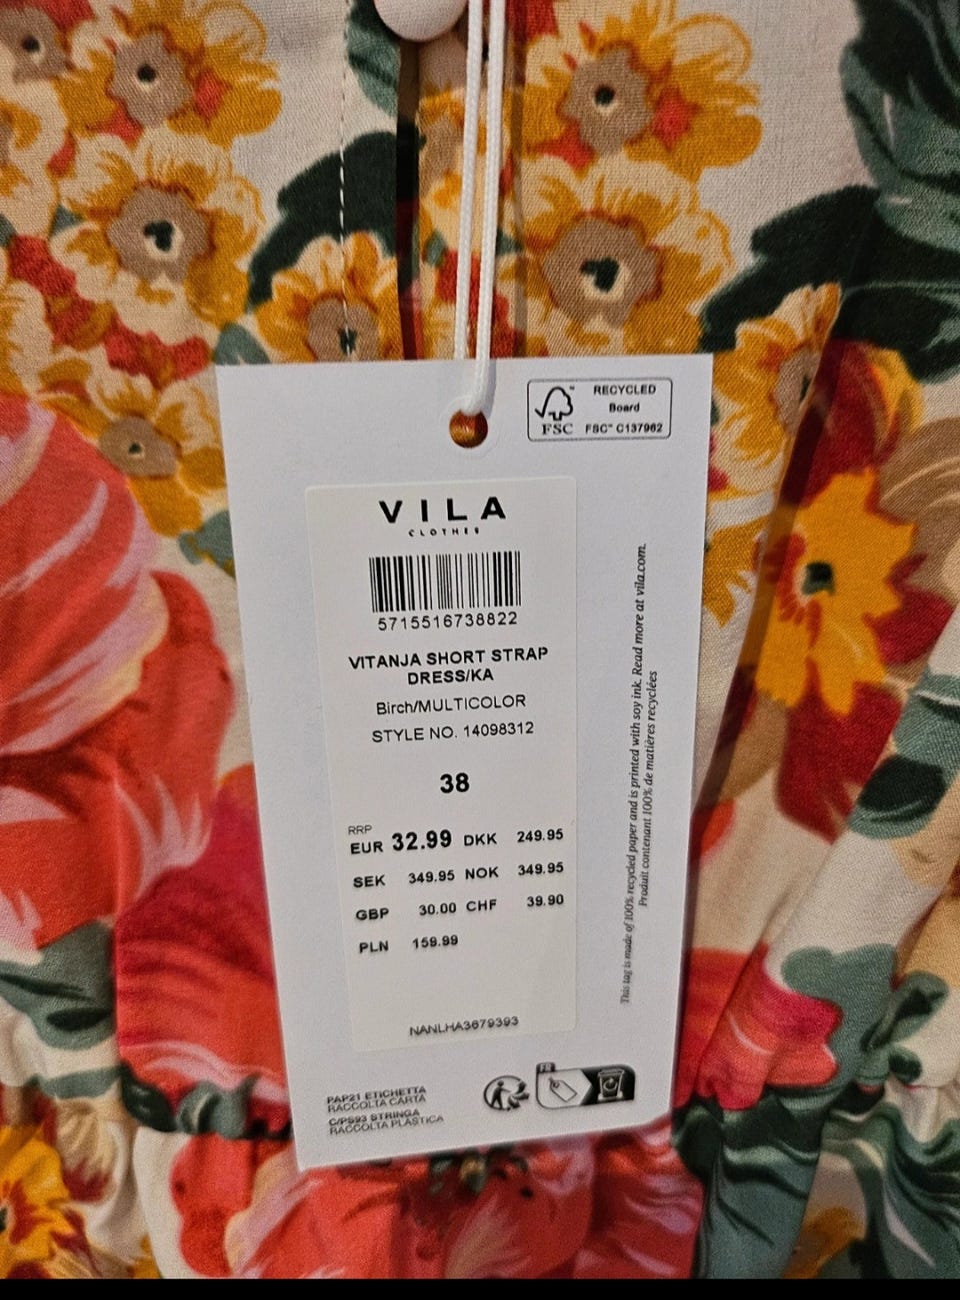 RECYCLED
Board
FSC™ C137962
FSC
VILA
CLOTHES
5715516738822
VITANJA SHORT STRAP
DRESS/KA
Birch/MULTICOLOR
STYLE NO. 14098312
38
RRP
EUR 32.99 DKK 249.95
SEK 349.95 NOK 349.95
GBP 30.00 CHF 39.90
PLN 159.99
NANLHA3679393
This tag is made of 100% recycled paper and is printed with soy ink. Read more at vila.com.
Produit contenant 100% de matières recyclées
FR
PAP21 ETICHETTA
RACCOLTA CARTA
C/PS93 STRINGA
RACCOLTA PLASTICA